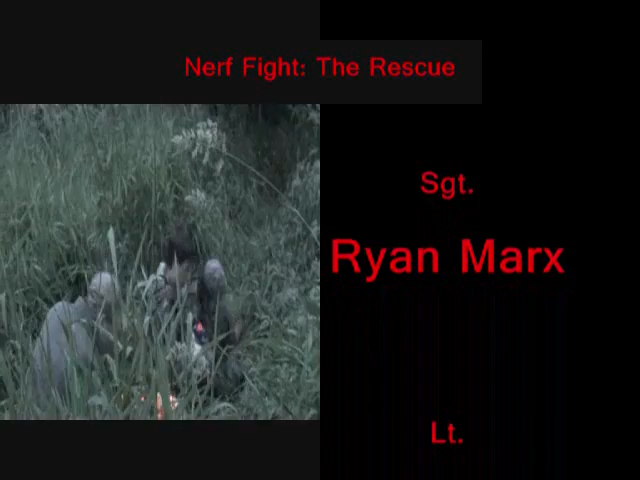 Nerf Fight: The Rescue
Sgt.
Ryan Marx
Lt.